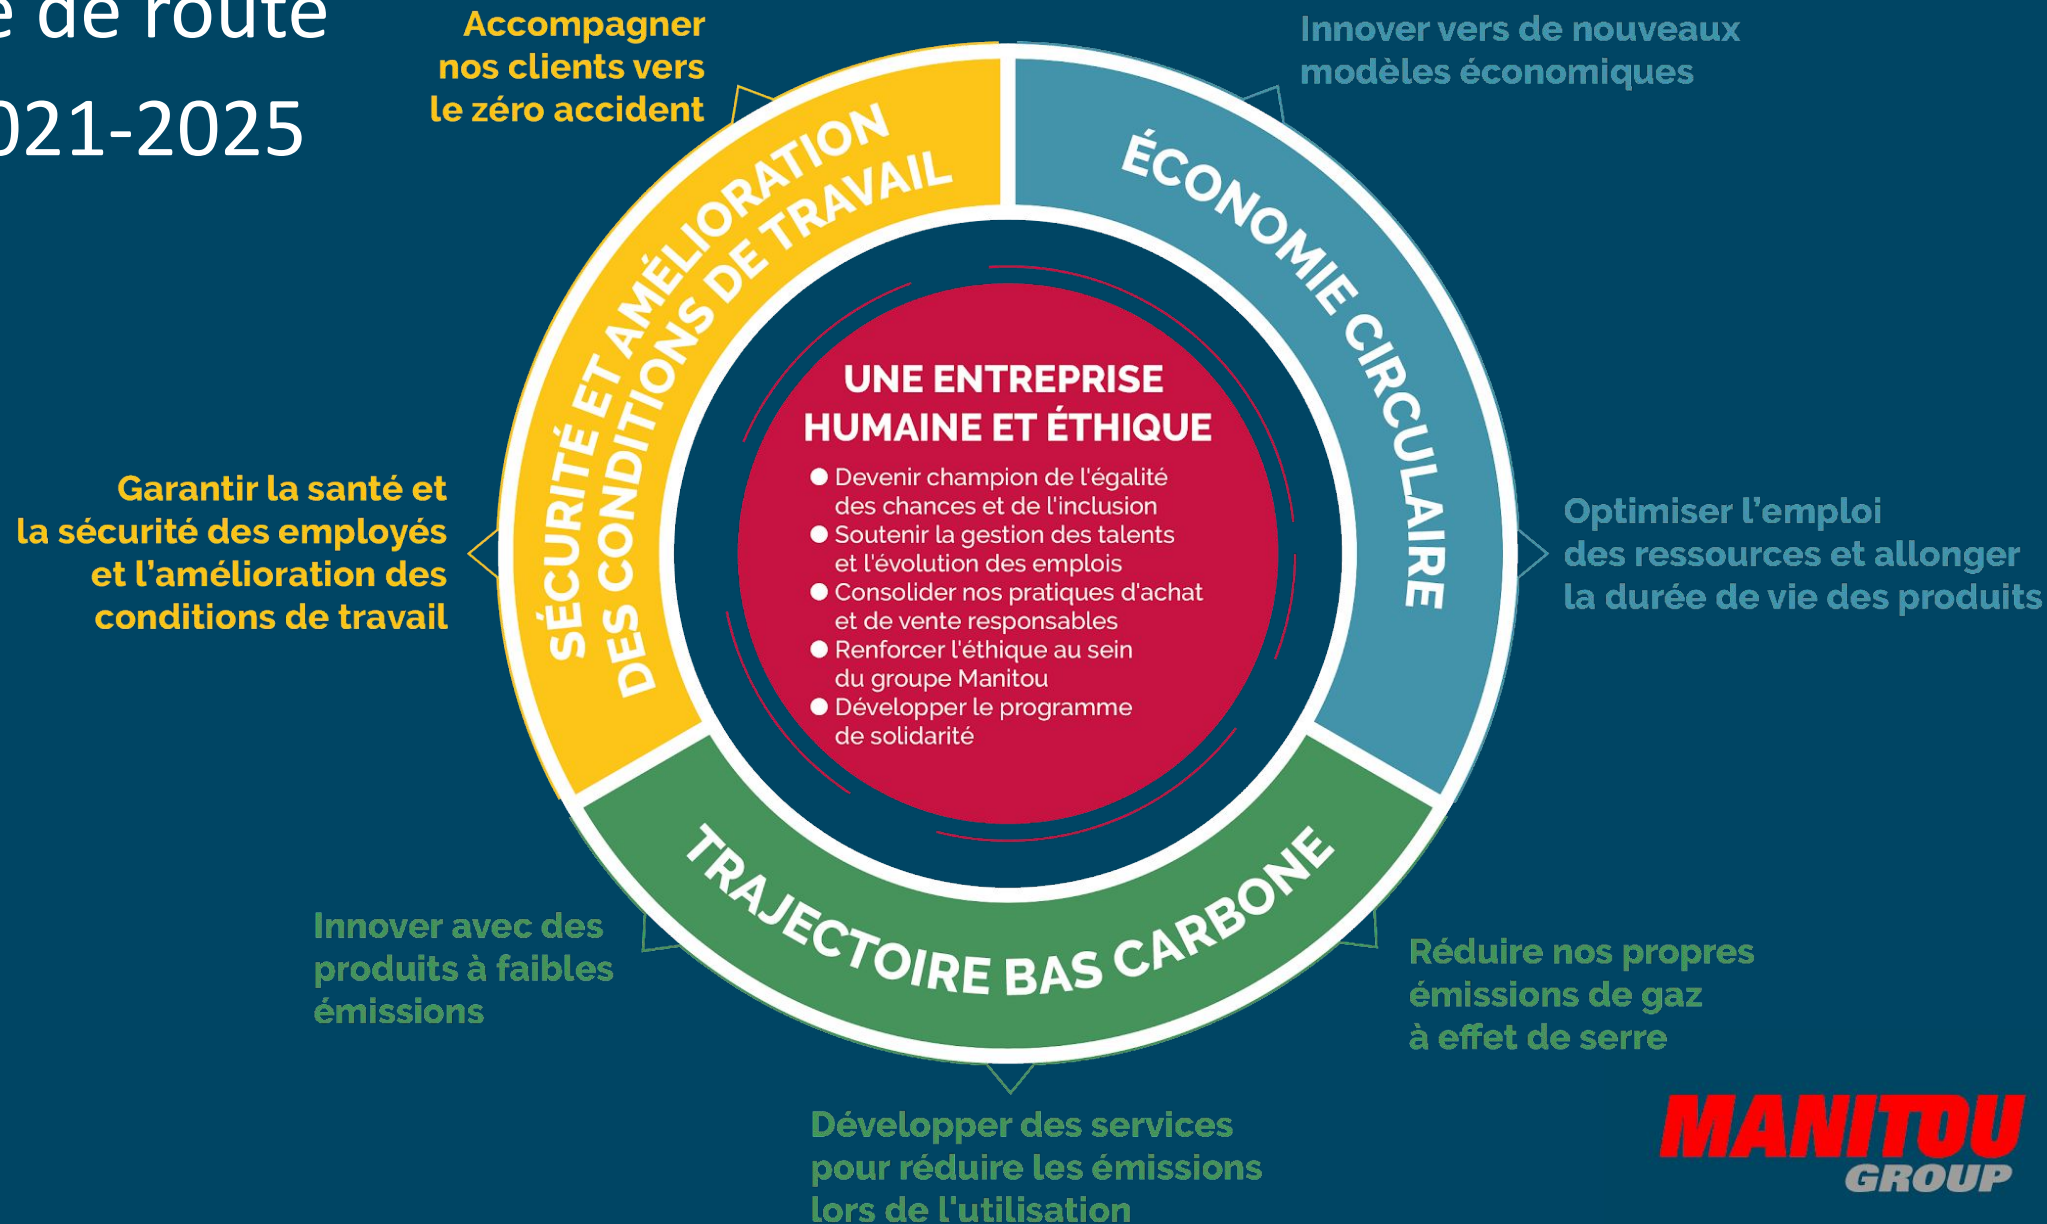 de route
2021-2025
Accompagner
nos clients vers
le zéro accident
Innover vers de nouveaux
modèles économiques
SÉCURITÉ ET AMÉLIORATION
DES CONDITIONS DE TRAVAIL
ÉCONOMIE CIRCULAIRE
UNE ENTREPRISE
HUMAINE ET ÉTHIQUE
● Devenir champion de l'égalité
des chances et de l'inclusion
● Soutenir la gestion des talents
et l'évolution des emplois
● Consolider nos pratiques d'achat
et de vente responsables
● Renforcer l'éthique au sein
du groupe Manitou
● Développer le programme
de solidarité
Garantir la santé et
la sécurité des employés
et l'amélioration des
conditions de travail
Optimiser l’emploi
des ressources et allonger
la durée de vie des produits
TRAJECTOIRE BAS CARBONE
Innover avec des
produits à faibles
émissions
Réduire nos propres
émissions de gaz
à effet de serre
Développer des services
pour réduire les émissions
lors de l'utilisation
MANITOU
GROUP